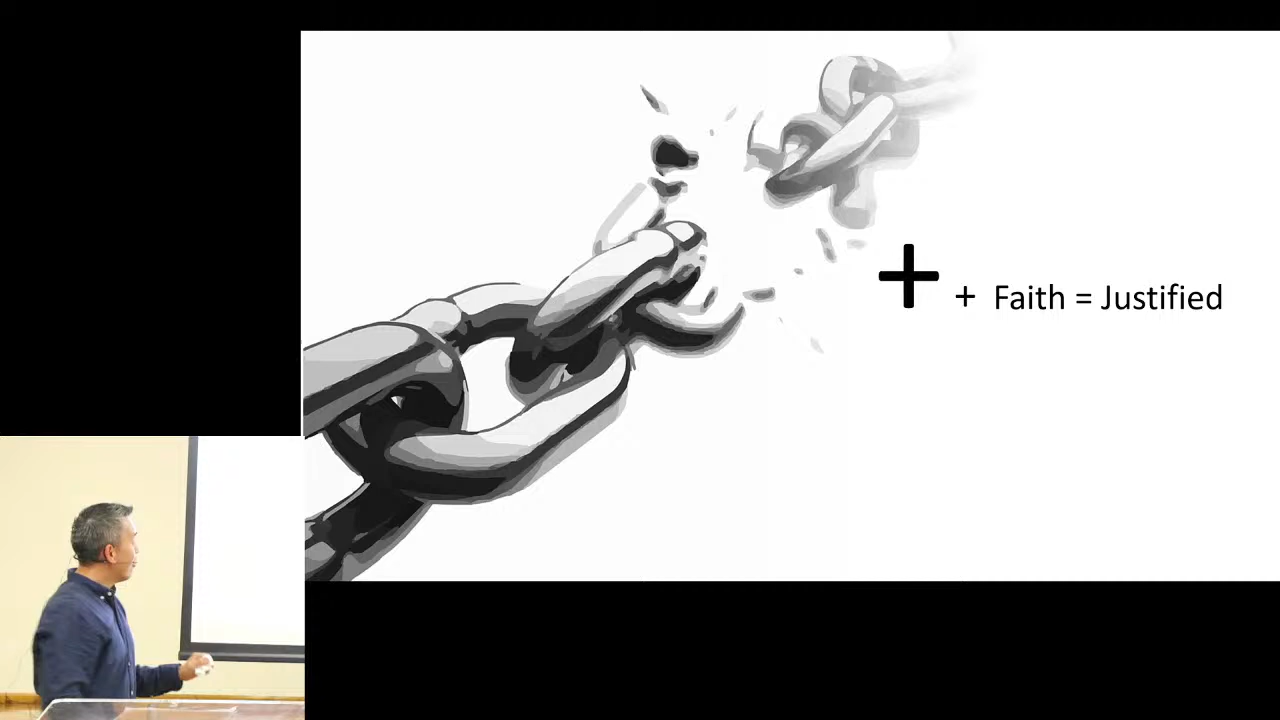 + + Faith = Justified